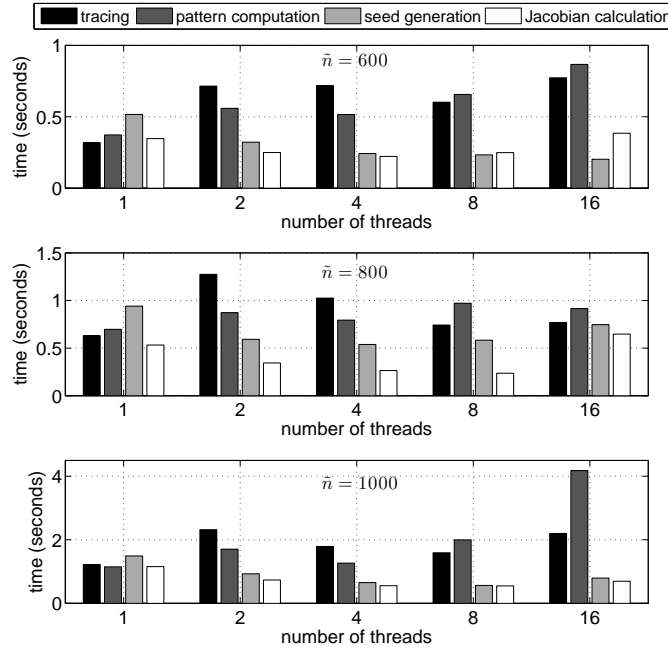 tracing pattern computation seed generation Jacobian calculation
1
ñ = 600
0.5
0
time (seconds)
1 2 4 8 16
number of threads
1.5
ñ = 800
1
0.5
0
time (seconds)
1 2 4 8 16
number of threads
4
ñ = 1000
2
0
time (seconds)
1 2 4 8 16
number of threads